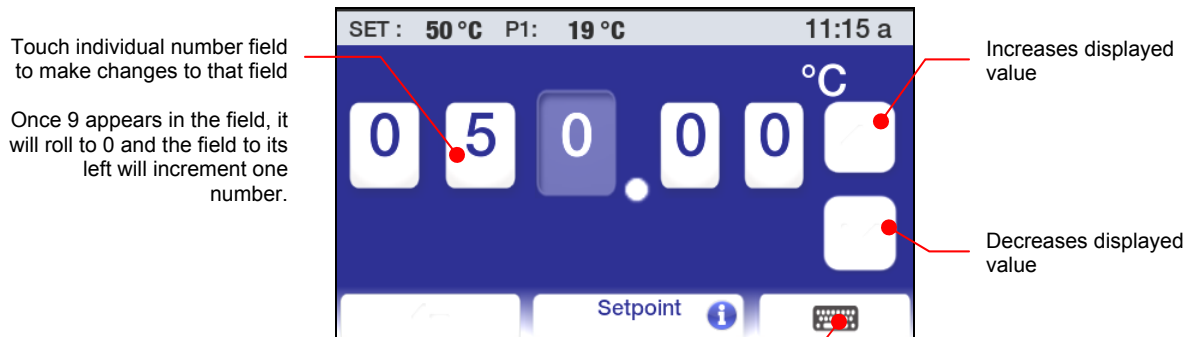 SET : 50 °C P1: 19 °C 11:15 a
Touch individual number field
to make changes to that field
Once 9 appears in the field, it
will roll to 0 and the field to its
left will increment one
number.
°C
0 5 0 . 0 0
Increases displayed
value
Decreases displayed
value
Setpoint i